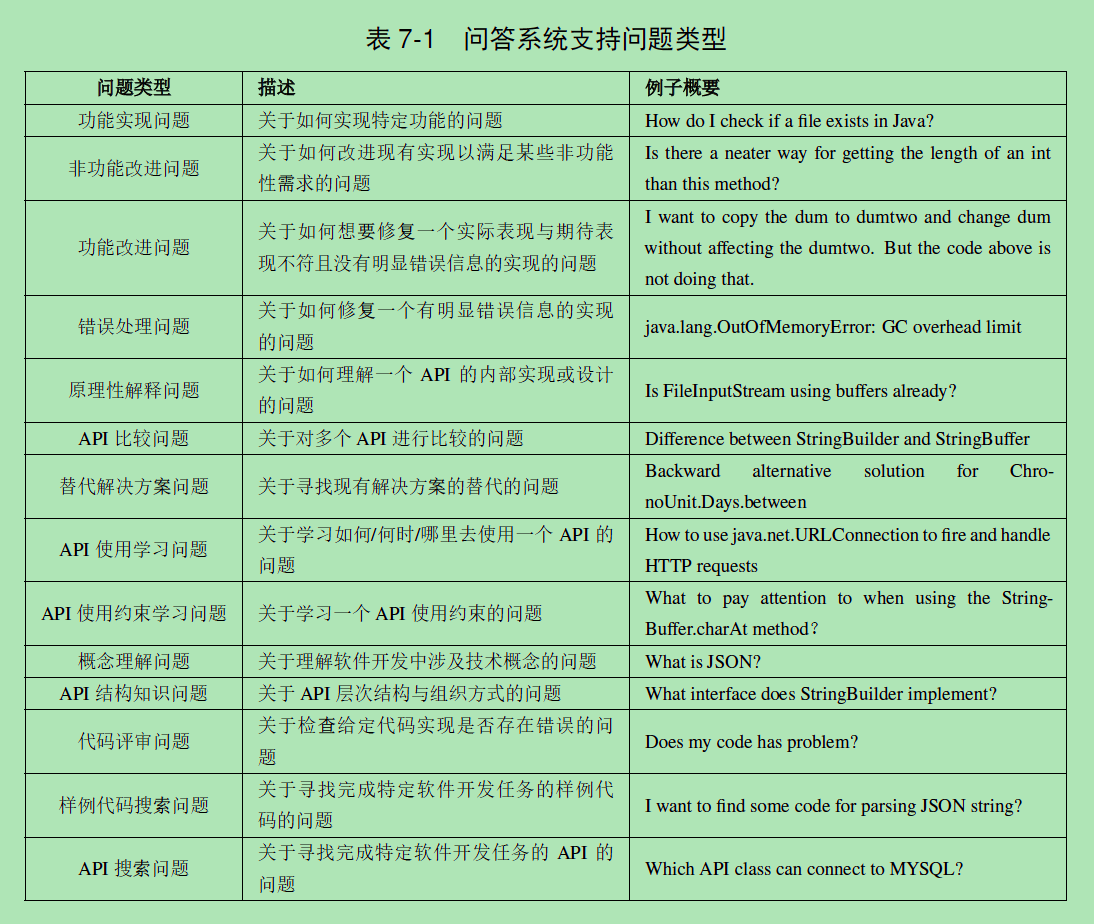 表 7-1 问答系统支持问题类型
问题类型 描述 例子概要
功能实现问题 关于如何实现特定功能的问题 How do I check if a file exists in Java?
非功能改进问题
关于如何改进现有实现以满足某些非功能
性需求的问题
Is there a neater way for getting the length of an int
than this method?
功能改进问题
关于如何想要修复一个实际表现与期待表
现不符且没有明显错误信息的实现的问题
I want to copy the dum to dumtwo and change dum
without affecting the dumtwo. But the code above is
not doing that.
错误处理问题
关于如何修复一个有明显错误信息的实现
的问题
java.lang.OutOfMemoryError: GC overhead limit
原理性解释问题
关于如何理解一个 API 的内部实现或设计
的问题
Is FileInputStream using buffers already?
API 比较问题 关于对多个 API 进行比较的问题 Difference between StringBuilder and StringBuffer
替代解决方案问题
关于寻找现有解决方案的替代的问题
Backward alternative solution for Chro-
noUnit.Days.between
API 使用学习问题
关于学习如何/何时/哪里去使用一个 API 的
问题
How to use java.net.URLConnection to fire and handle
HTTP requests
API 使用约束学习问题
关于学习一个 API 使用约束的问题
What to pay attention to when using the String-
Buffer.charAt method？
概念理解问题 关于理解软件开发中涉及技术概念的问题 What is JSON?
API 结构知识问题 关于 API 层次结构与组织方式的问题 What interface does StringBuilder implement?
代码评审问题
关于检查给定代码实现是否存在错误的问
题
Does my code has problem?
样例代码搜索问题
关于寻找完成特定软件开发任务的样例代
码的问题
I want to find some code for parsing JSON string?
API 搜索问题
关于寻找完成特定软件开发任务的 API 的
问题
Which API class can connect to MYSQL?